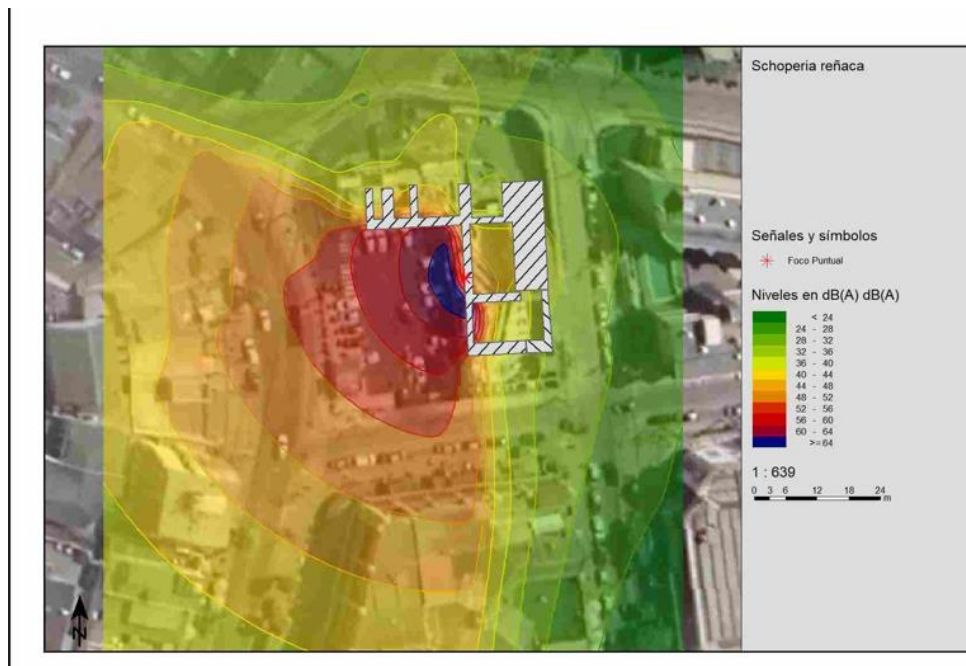 Schoperia reñaca
Señales y símbolos
Foco Puntual
Niveles en dB(A) dB(A)
< 24
24 - 28
28 - 32
32 - 36
36 - 40
40 - 44
44 - 48
48 - 52
52 - 56
56 - 60
60 - 64
>=64
1 : 639
0 3 6 12 18 24
m
N